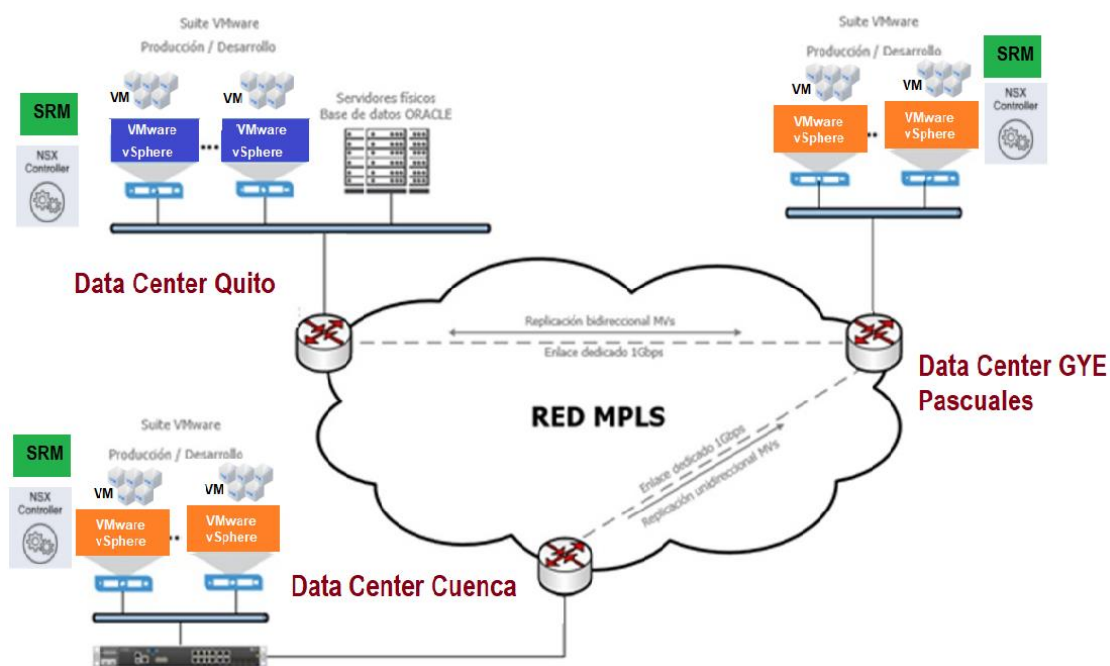 Suite VMware
Producción / Desarrollo
SRM
VM
VM
VMware
vSphere
VMware
vSphere
NSX
Controller
Servidores físicos
Base de datos ORACLE
Data Center Quito
Suite VMware
Producción / Desarrollo
SRM
VM
VM
VMware
vSphere
VMware
vSphere
NSX
Controller
Data Center GYE
Pascuales
Replicación bidireccional MVs
Enlace dedicado 1Gbps
RED MPLS
Enlace dedicado 1Gbps
Replicación unidireccional MVs
Suite VMware
Producción / Desarrollo
SRM
VM
VM
VMware
vSphere
VMware
vSphere
NSX
Controller
Data Center Cuenca